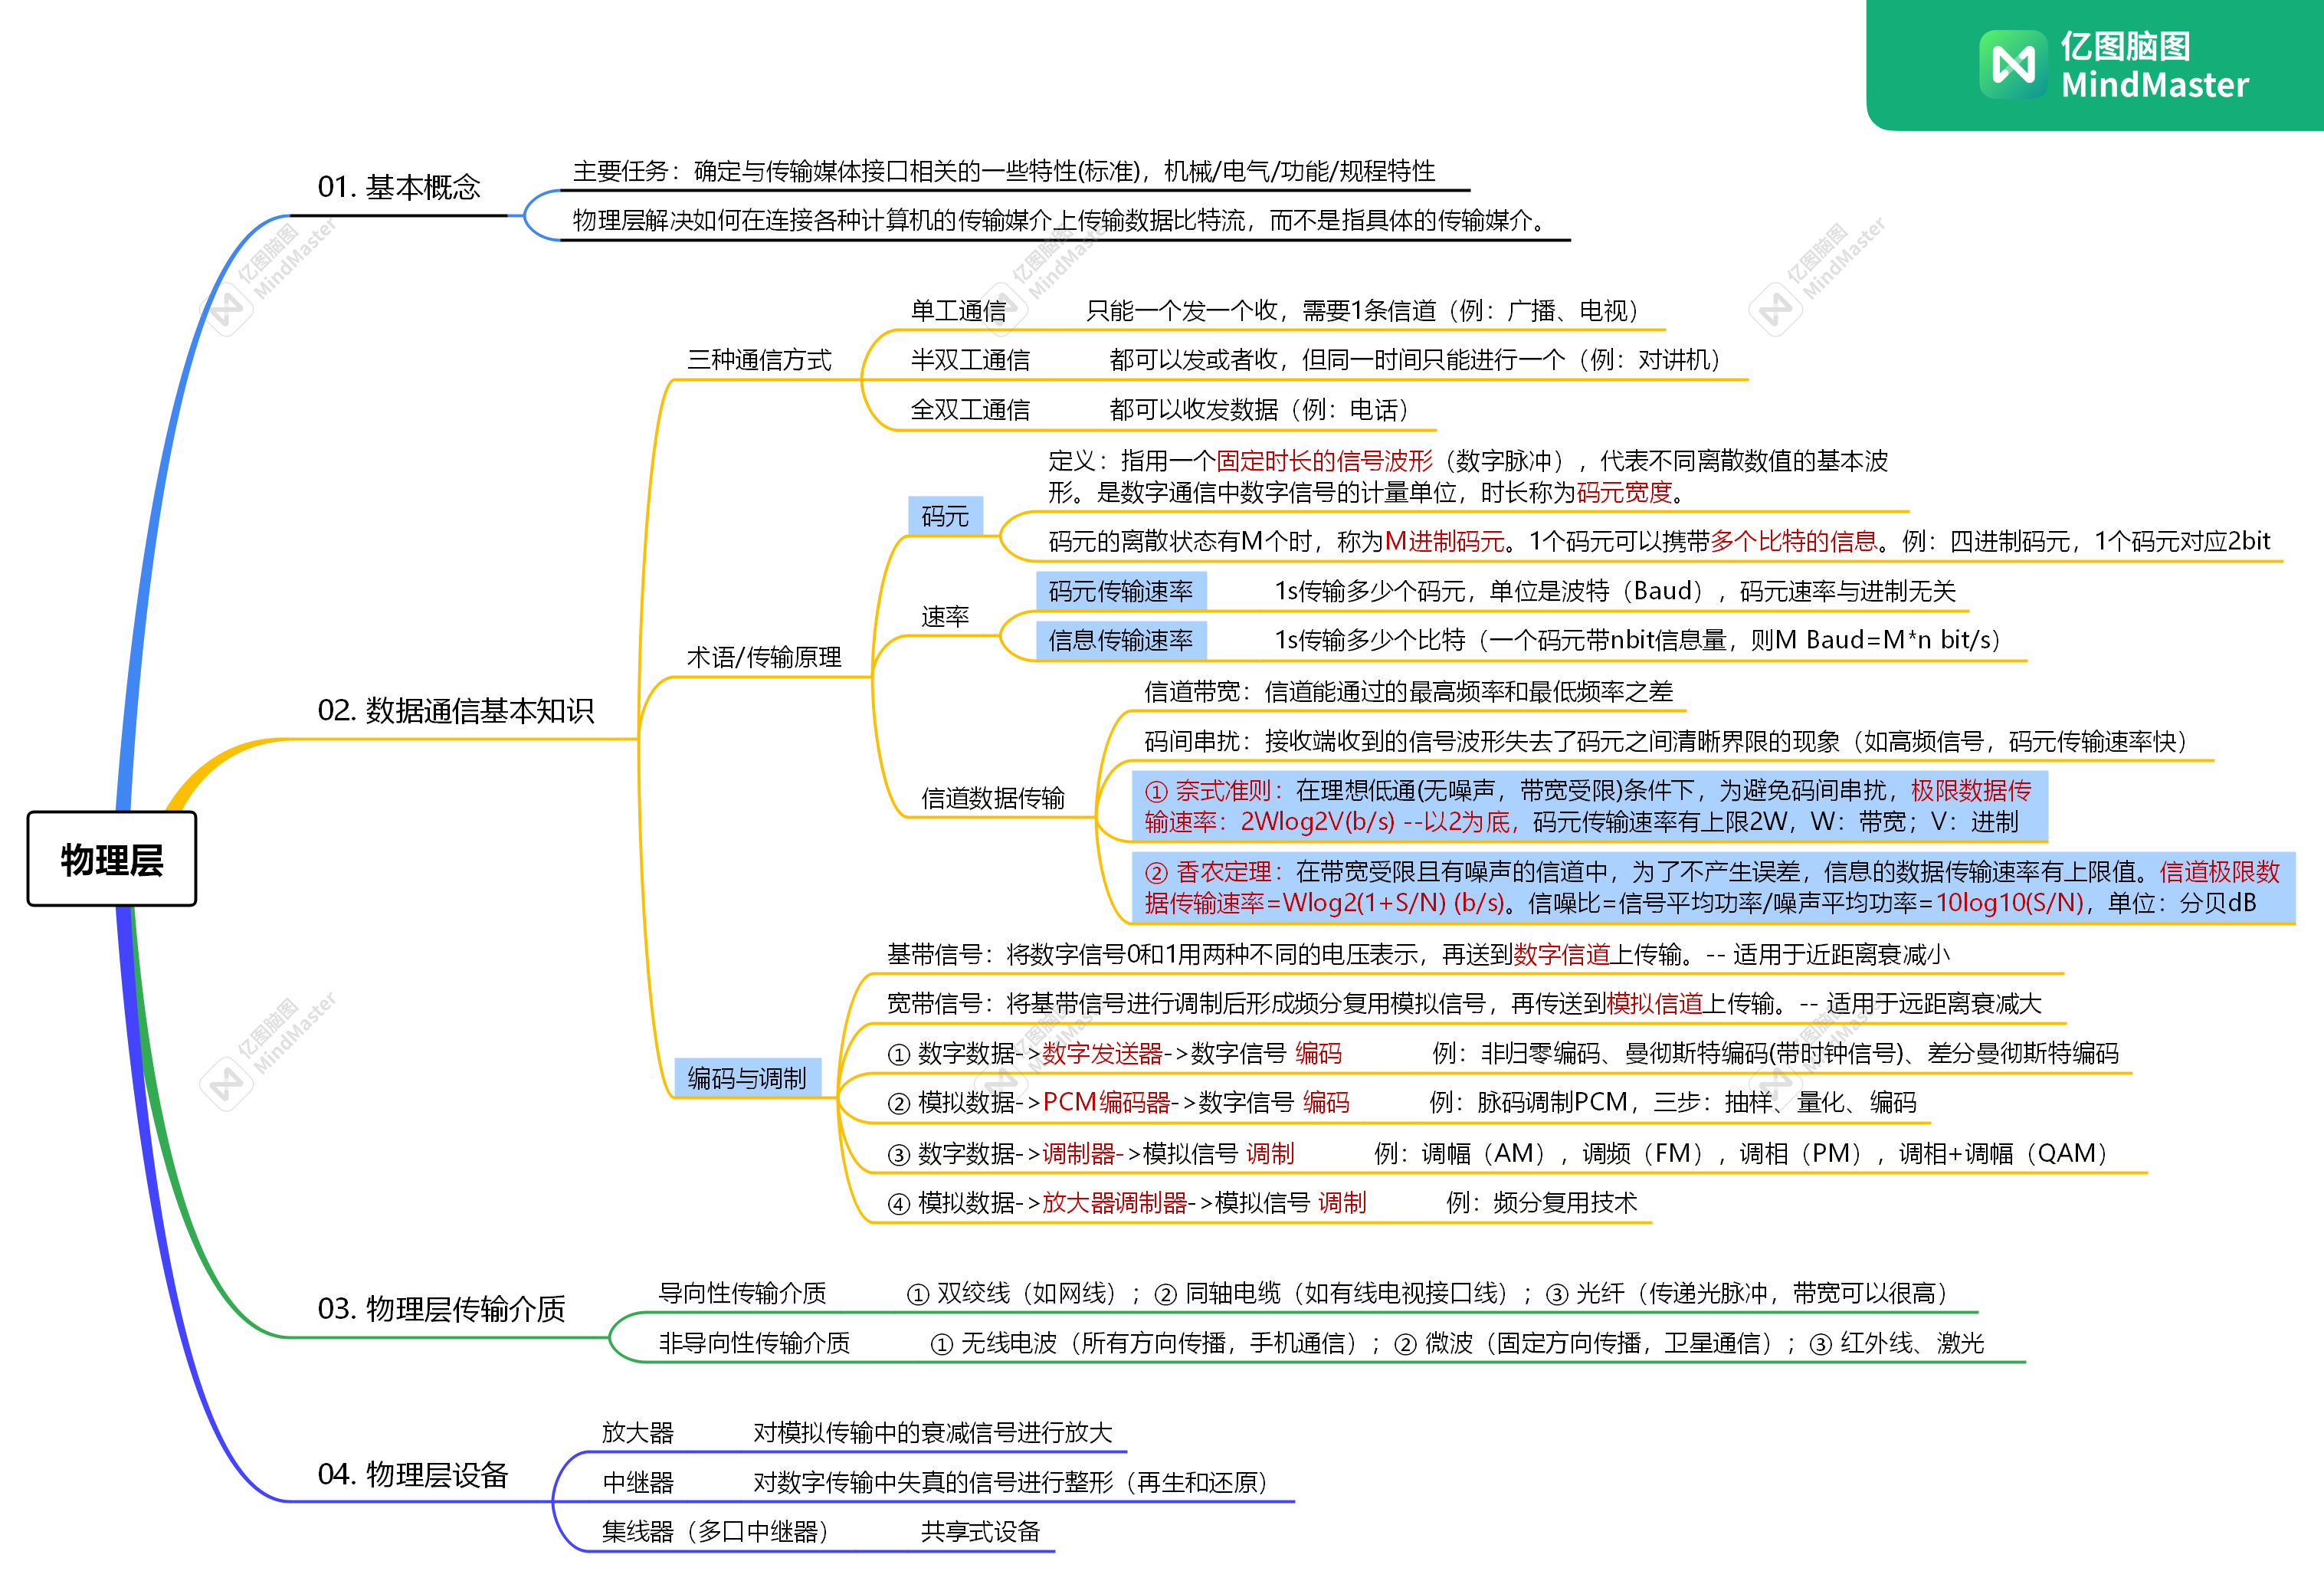 亿图脑图
MindMaster
01. 基本概念
主要任务：确定与传输媒体接口相关的一些特性(标准)，机械/电气/功能/规程特性
物理层解决如何在连接各种计算机的传输媒介上传输数据比特流，而不是指具体的传输媒介。
物理层
02. 数据通信基本知识
三种通信方式
单工通信 只能一个发一个收，需要1条信道（例：广播、电视）
半双工通信 都可以发或者收，但同一时间只能进行一个（例：对讲机）
全双工通信 都可以收发数据（例：电话）
术语/传输原理
码元
定义：指用一个固定时长的信号波形（数字脉冲），代表不同离散数值的基本波
形。是数字通信中数字信号的计量单位，时长称为码元宽度。
码元的离散状态有M个时，称为M进制码元。1个码元可以携带多个比特的信息。例：四进制码元，1个码元对应2bit
速率
码元传输速率 1s传输多少个码元，单位是波特（Baud），码元速率与进制无关
信息传输速率 1s传输多少个比特（一个码元带nbit信息量，则M Baud=M*n bit/s）
信道数据传输
信道带宽：信道能通过的最高频率和最低频率之差
码间串扰：接收端收到的信号波形失去了码元之间清晰界限的现象（如高频信号，码元传输速率快）
① 奈式准则：在理想低通(无噪声，带宽受限)条件下，为避免码间串扰，极限数据传
输速率：2Wlog2V(b/s) --以2为底，码元传输速率有上限2W，W：带宽；V：进制
② 香农定理：在带宽受限且有噪声的信道中，为了不产生误差，信息的数据传输速率有上限值。信道极限数
据传输速率=Wlog2(1+S/N) (b/s)。信噪比=信号平均功率/噪声平均功率=10log10(S/N)，单位：分贝dB
编码与调制
基带信号：将数字信号0和1用两种不同的电压表示，再送到数字信道上传输。-- 适用于近距离衰减小
宽带信号：将基带信号进行调制后形成频分复用模拟信号，再传送到模拟信道上传输。-- 适用于远距离衰减大
① 数字数据->数字发送器->数字信号 编码 例：非归零编码、曼彻斯特编码(带时钟信号)、差分曼彻斯特编码
② 模拟数据->PCM编码器->数字信号 编码 例：脉码调制PCM，三步：抽样、量化、编码
③ 数字数据->调制器->模拟信号 调制 例：调幅（AM），调频（FM），调相（PM），调相+调幅（QAM）
④ 模拟数据->放大器调制器->模拟信号 调制 例：频分复用技术
03. 物理层传输介质
导向性传输介质 ① 双绞线（如网线）；② 同轴电缆（如有线电视接口线）；③ 光纤（传递光脉冲，带宽可以很高）
非导向性传输介质 ① 无线电波（所有方向传播，手机通信）；② 微波（固定方向传播，卫星通信）；③ 红外线、激光
04. 物理层设备
放大器 对模拟传输中的衰减信号进行放大
中继器 对数字传输中失真的信号进行整形（再生和还原）
集线器（多口中继器） 共享式设备
亿图脑图
MindMaster
亿图脑图
MindMaster
亿图脑图
MindMaster
亿图脑图
MindMaster
亿图脑图
MindMaster
亿图脑图
MindMaster